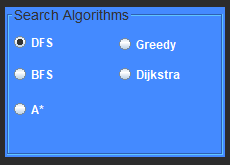 Search Algorithms
DFS
Greedy
BFS
Dijkstra
A*